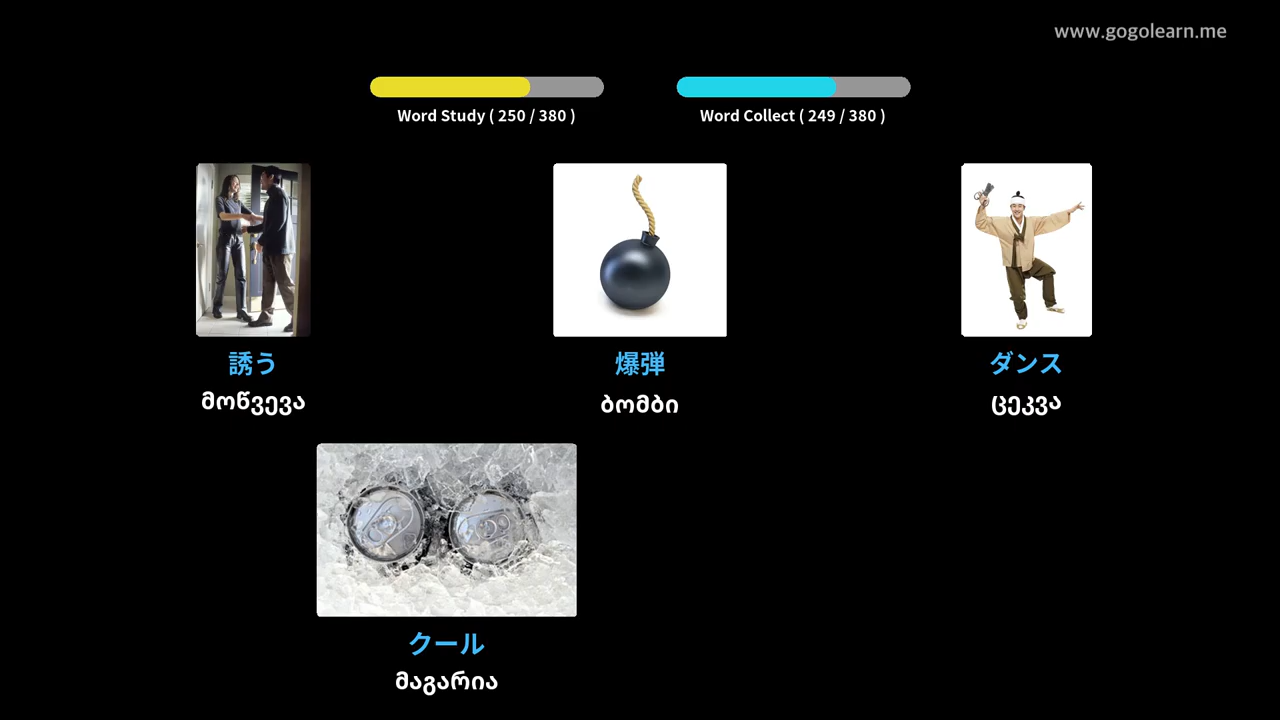 www.gogolearn.me
Word Study ( 250 / 380 )
Word Collect ( 249 / 380 )
誘う
爆弾
ダンス
მოწვევა
ბომბი
ცეკვა
クール
მაგარია